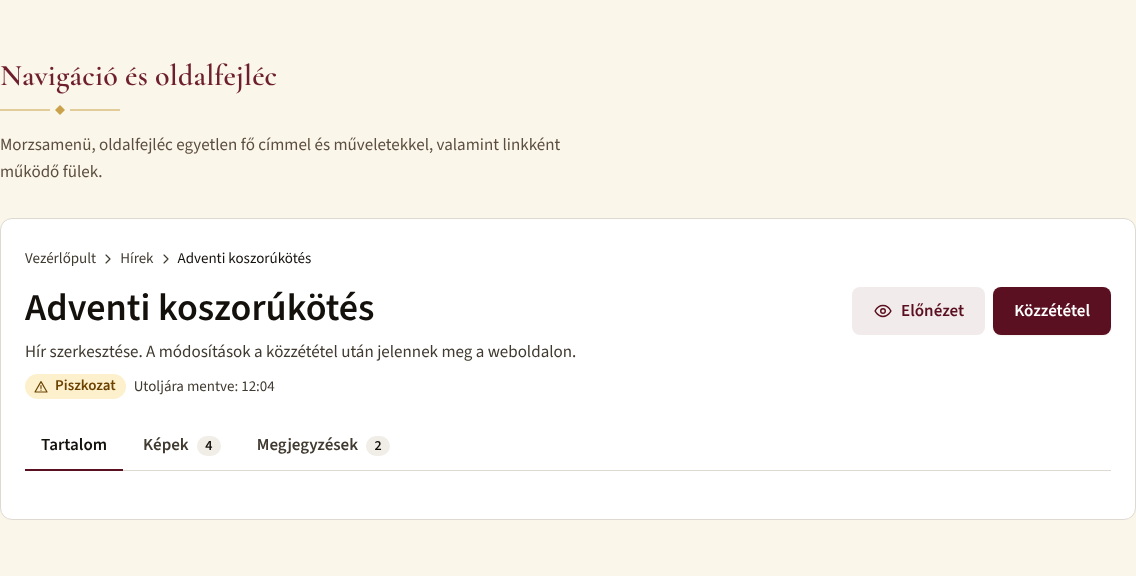 Navigáció és oldalfejléc
Morzsamenü, oldalfejléc egyetlen fő címmel és műveletekkel, valamint linkként
működő fülek.
Vezérlőpult > Hírek > Adventi koszorúkötés
Adventi koszorúkötés
Előnézet
Közzététel
Hír szerkesztése. A módosítások a közzététel után jelennek meg a weboldalon.
Piszkozat Utoljára mentve: 12:04
Tartalom Képek 4 Megjegyzések 2